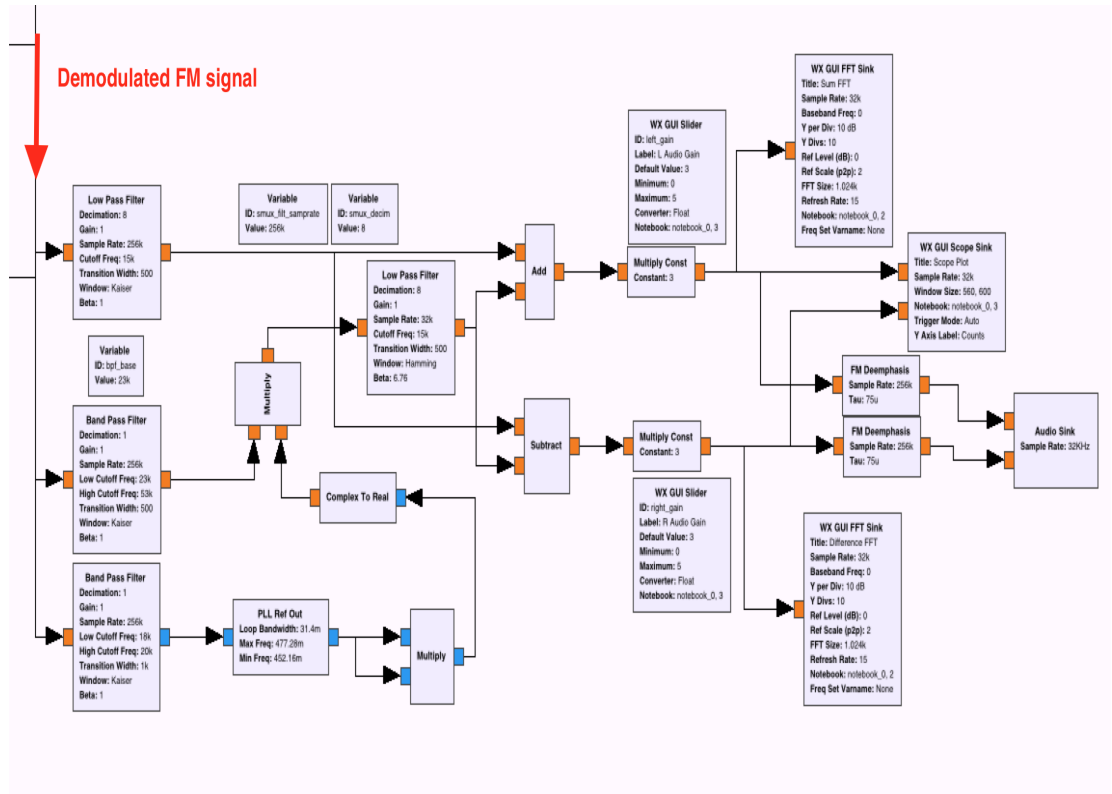 Demodulated FM signal
Low Pass Filter
Decimation: 8
Gain: 1
Sample Rate: 256k
Cutoff Freq: 15k
Transition Width: 500
Window: Kaiser
Beta: 1
Variable
ID: smux_filt_samprate
Value: 256k
Variable
ID: smux_decim
Value: 8
Low Pass Filter
Decimation: 8
Gain: 1
Sample Rate: 32k
Cutoff Freq: 15k
Transition Width: 500
Window: Hamming
Beta: 6.76
Variable
ID: bpf_base
Value: 23k
Multiply
Band Pass Filter
Decimation: 1
Gain: 1
Sample Rate: 256k
Low Cutoff Freq: 23k
High Cutoff Freq: 53k
Transition Width: 500
Window: Kaiser
Beta: 1
Complex To Real
Band Pass Filter
Decimation: 1
Gain: 1
Sample Rate: 256k
Low Cutoff Freq: 18k
High Cutoff Freq: 20k
Transition Width: 1k
Window: Kaiser
Beta: 1
PLL Ref Out
Loop Bandwidth: 31.4m
Max Freq: 477.28m
Min Freq: 452.16m
Multiply
Add
Subtract
WX GUI Slider
ID: left_gain
Label: L Audio Gain
Default Value: 3
Minimum: 0
Maximum: 5
Converter: Float
Notebook: notebook_0, 3
Multiply Const
Constant: 3
Multiply Const
Constant: 3
WX GUI Slider
ID: right_gain
Label: R Audio Gain
Default Value: 3
Minimum: 0
Maximum: 5
Converter: Float
Notebook: notebook_0, 3
WX GUI FFT Sink
Title: Sum FFT
Sample Rate: 32k
Baseband Freq: 0
Y per Div: 10 dB
Y Divs: 10
Ref Level (dB): 0
Ref Scale (p2p): 2
FFT Size: 1.024k
Refresh Rate: 15
Notebook: notebook_0, 2
Freq Set Varname: None
WX GUI Scope Sink
Title: Scope Plot
Sample Rate: 32k
Window Size: 560, 600
Notebook: notebook_0, 3
Trigger Mode: Auto
Y Axis Label: Counts
FM Deemphasis
Sample Rate: 256k
Tau: 75u
FM Deemphasis
Sample Rate: 256k
Tau: 75u
Audio Sink
Sample Rate: 32KHz
WX GUI FFT Sink
Title: Difference FFT
Sample Rate: 32k
Baseband Freq: 0
Y per Div: 10 dB
Y Divs: 10
Ref Level (dB): 0
Ref Scale (p2p): 2
FFT Size: 1.024k
Refresh Rate: 15
Notebook: notebook_0, 2
Freq Set Varname: None